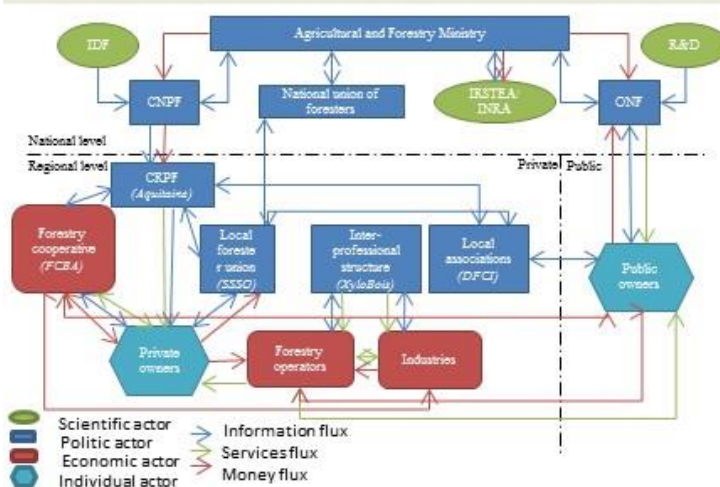 IDF
Agricultural and Forestry Ministry
R&D
CNPF
National union of
foresters
IRSTEA/
INRA
ONF
National level
Regional level
Private
Public
CRPF
(Aquitaine)
Forestry
cooperative
(FCBA)
Local
foreste
r union
(SSSO)
Inter-
professional
structure
(XyloBois)
Local
associations
(DFCI)
Public
owners
Private
owners
Forestry
operators
Industries
Scientific actor
Politic actor
Economic actor
Individual actor
Information flux
Services flux
Money flux